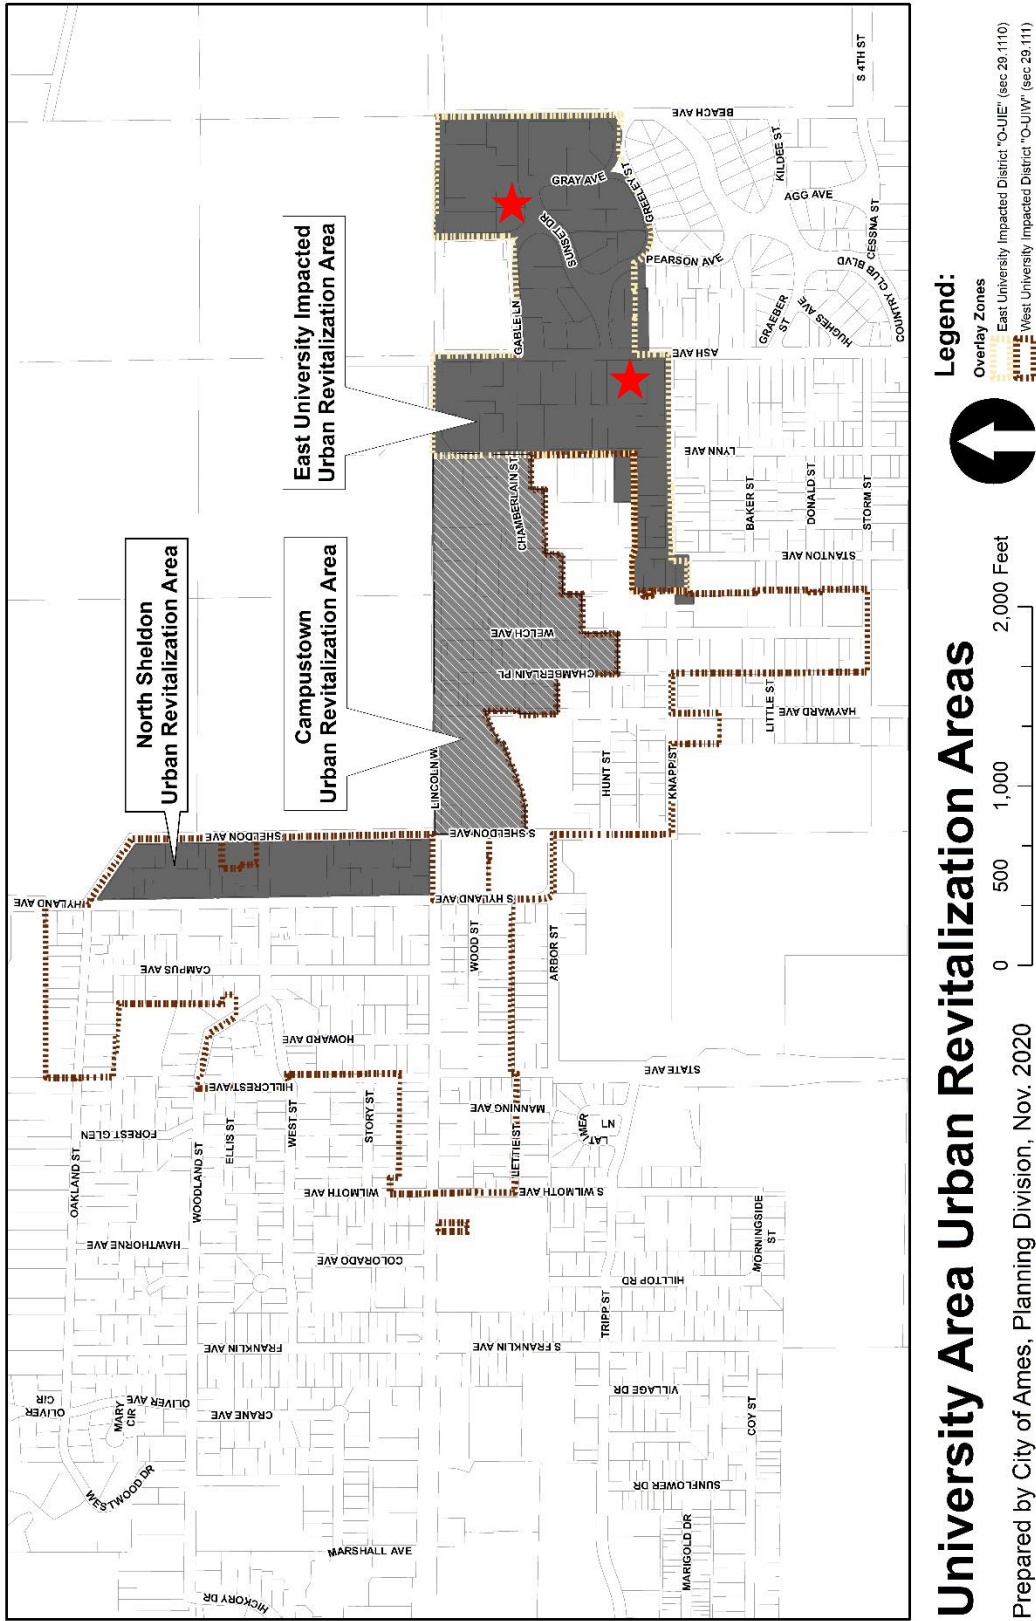 North Sheldon
Urban Revitalization Area
Campustown
Urban Revitalization Area
East University Impacted
Urban Revitalization Area
HYLAND AVE
SHELDON AVE
OAKLAND ST
CAMPUS AVE
FOREST GLEN
HAWTHORNE AVE
WOODLAND ST
ELLIS ST
HILLCREST AVE
WEST ST
HOWARD AVE
STORY ST
WILMOTH AVE
COLORADO AVE
FRANKLIN AVE
CRANE AVE
OLIVER AVE
OLIVER
CIR
MARY
CIR
WESTWOOD DR
MARSHALL AVE
HICKORY DR
LINCOLN W
S SHELDON AVE
S HYLAND AVE
WOOD ST
ARBOR ST
MANNING AVE
LETTIE ST
S WILMOTH AVE
LAT
MER
LN
STATE AVE
S FRANKLIN AVE
TRIPP ST
HILLTOP RD
MORNINGSIDE
ST
VILLAGE DR
COY ST
SUNFLOWER DR
MARIGOLD DR
CHAMBERLAIN ST
WELCH AVE
CHAMBERLAIN PL
HUNT ST
KNAPP ST
LITTLE ST
HAYWARD AVE
STANTON AVE
BAKER ST
DONALD ST
STORM ST
LYNN AVE
ASH AVE
GABLE LN
SUNSET DR
GRAY AVE
GREELEY ST
PEARSON AVE
GRAEBER
ST
HUGHES AVE
COUNTRY CLUB BLVD
CESSNA ST
AGG AVE
KILDEE ST
BEACH AVE
S 4TH ST
University Area Urban Revitalization Areas
Prepared by City of Ames, Planning Division, Nov. 2020
0 500 1,000 2,000 Feet
Legend:
Overlay Zones
East University Impacted District "O-UIE" (sec 29.1110)
West University Impacted District "O-UIW" (sec 29.111)